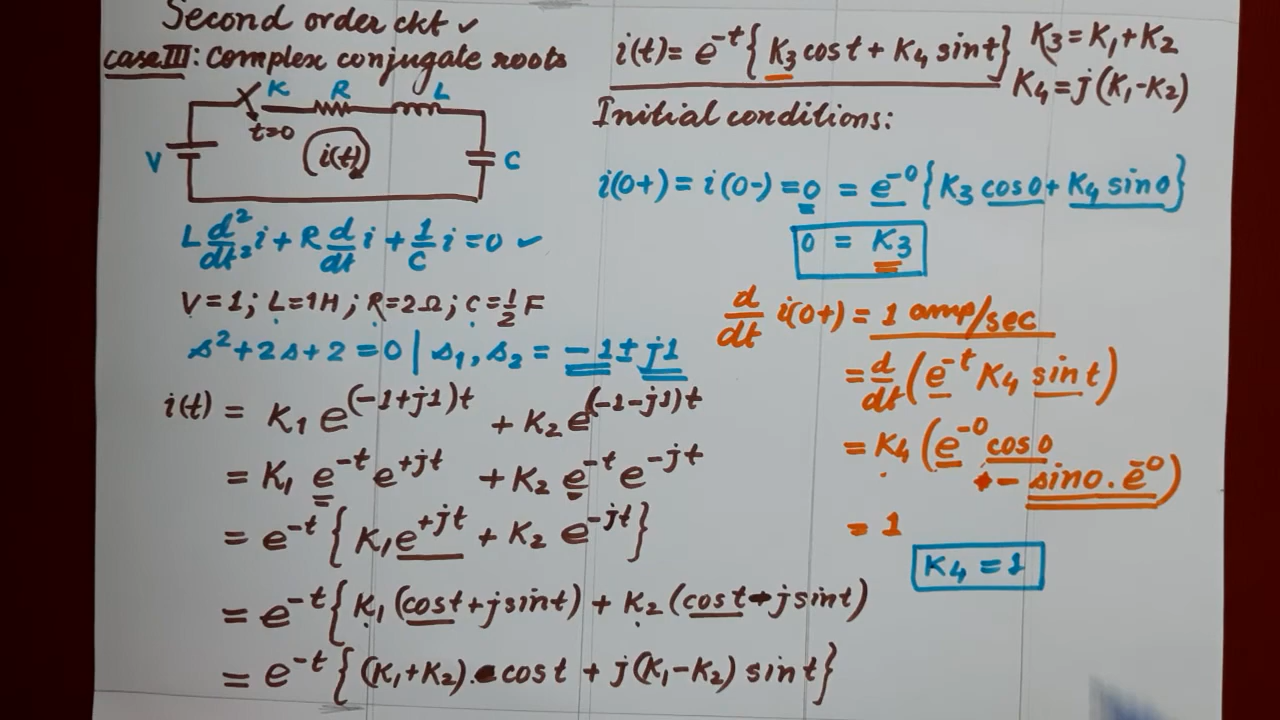 Second order ckt ✓
case III: Complex conjugate roots
K R L
t=0
i(t)
V C
L d²/dt² i + R d/dt i + 1/C i = 0 ✓
V=1; L=1H; R=2Ω; C=½F
s²+2s+2=0 | s₁, s₂ = -1±j1
i(t) = K₁ e^(-1+j1)t + K₂ e^(-1-j1)t
= K₁ e^-t e^+jt + K₂ e^-t e^-jt
= e^-t { K₁ e^+jt + K₂ e^-jt }
= e^-t { K₁ (cost+jsint) + K₂ (cost-jsint)
= e^-t { (K₁+K₂). cost + j(K₁-K₂) sint }
i(t) = e^-t { K₃ cost + K₄ sint } K₃=K₁+K₂
K₄=j(K₁-K₂)
Initial conditions:
i(0+) = i(0-) = 0 = e^-0 { K₃ cos0 + K₄ sin0 }
0 = K₃
d/dt i(0+) = 1 amp/sec
= d/dt (e^-t K₄ sint)
= K₄ (e^-0 cos0
- sin0. e^-0)
= 1
K₄ = 1